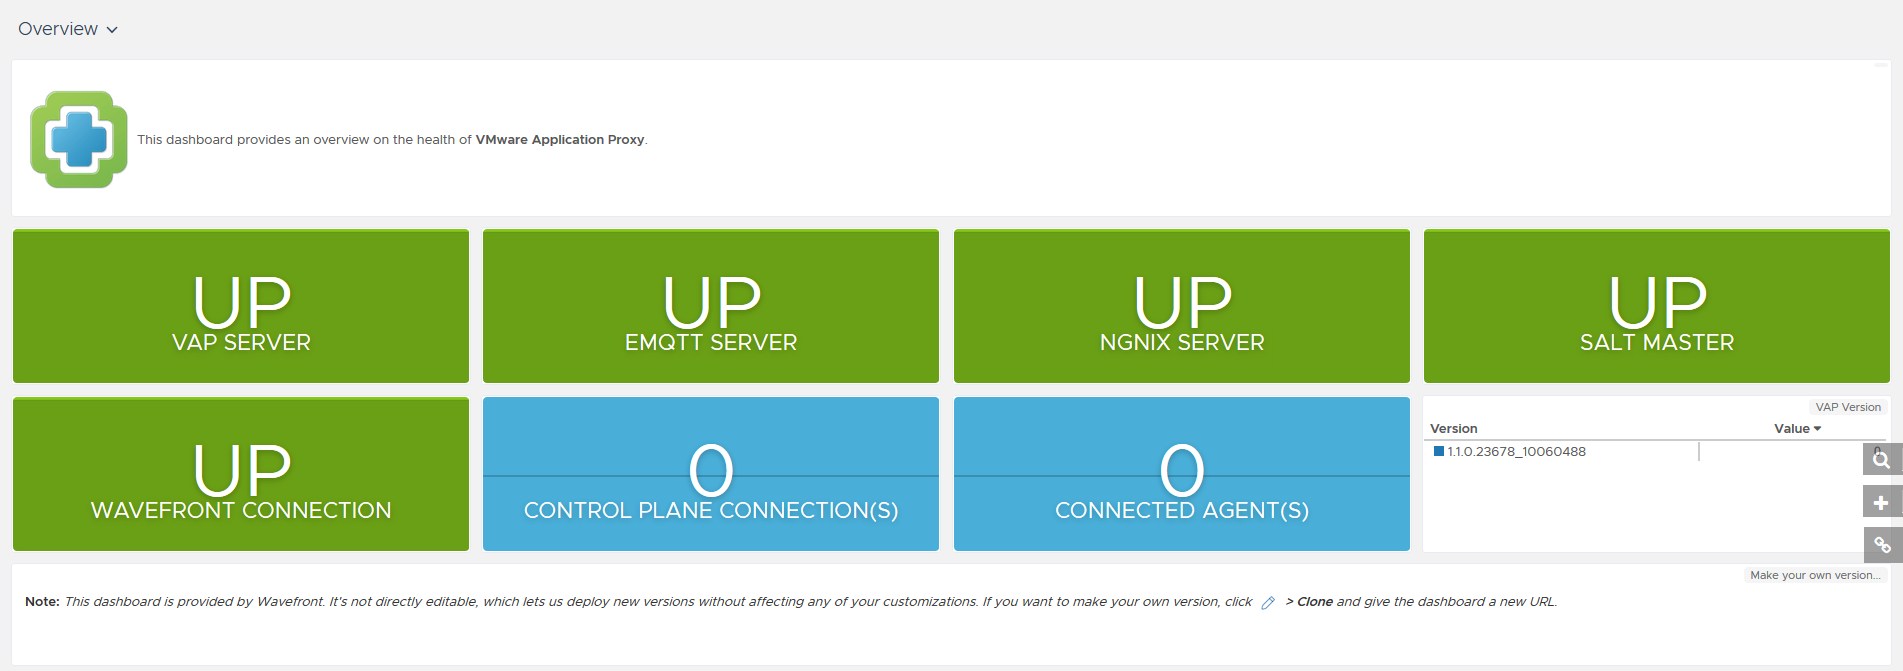 Overview
This dashboard provides an overview on the health of VMware Application Proxy.
UP
VAP SERVER
UP
EMQTT SERVER
UP
NGNIX SERVER
UP
SALT MASTER
UP
WAVEFRONT CONNECTION
0
CONTROL PLANE CONNECTION(S)
0
CONNECTED AGENT(S)
VAP Version
Version Value
1.1.0.23678_10060488
Make your own version...
Note: This dashboard is provided by Wavefront. It's not directly editable, which lets us deploy new versions without affecting any of your customizations. If you want to make your own version, click > Clone and give the dashboard a new URL.